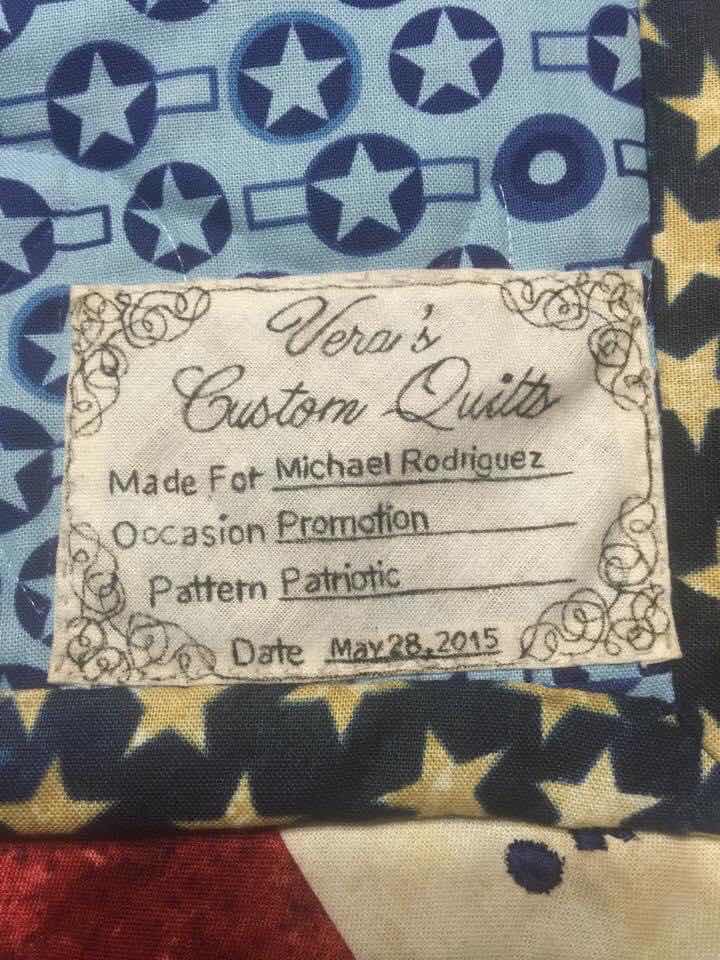 Vera's
Custom Quilts
Made For Michael Rodriguez
Occasion Promotion
Pattern Patriotic
Date May 28, 2015